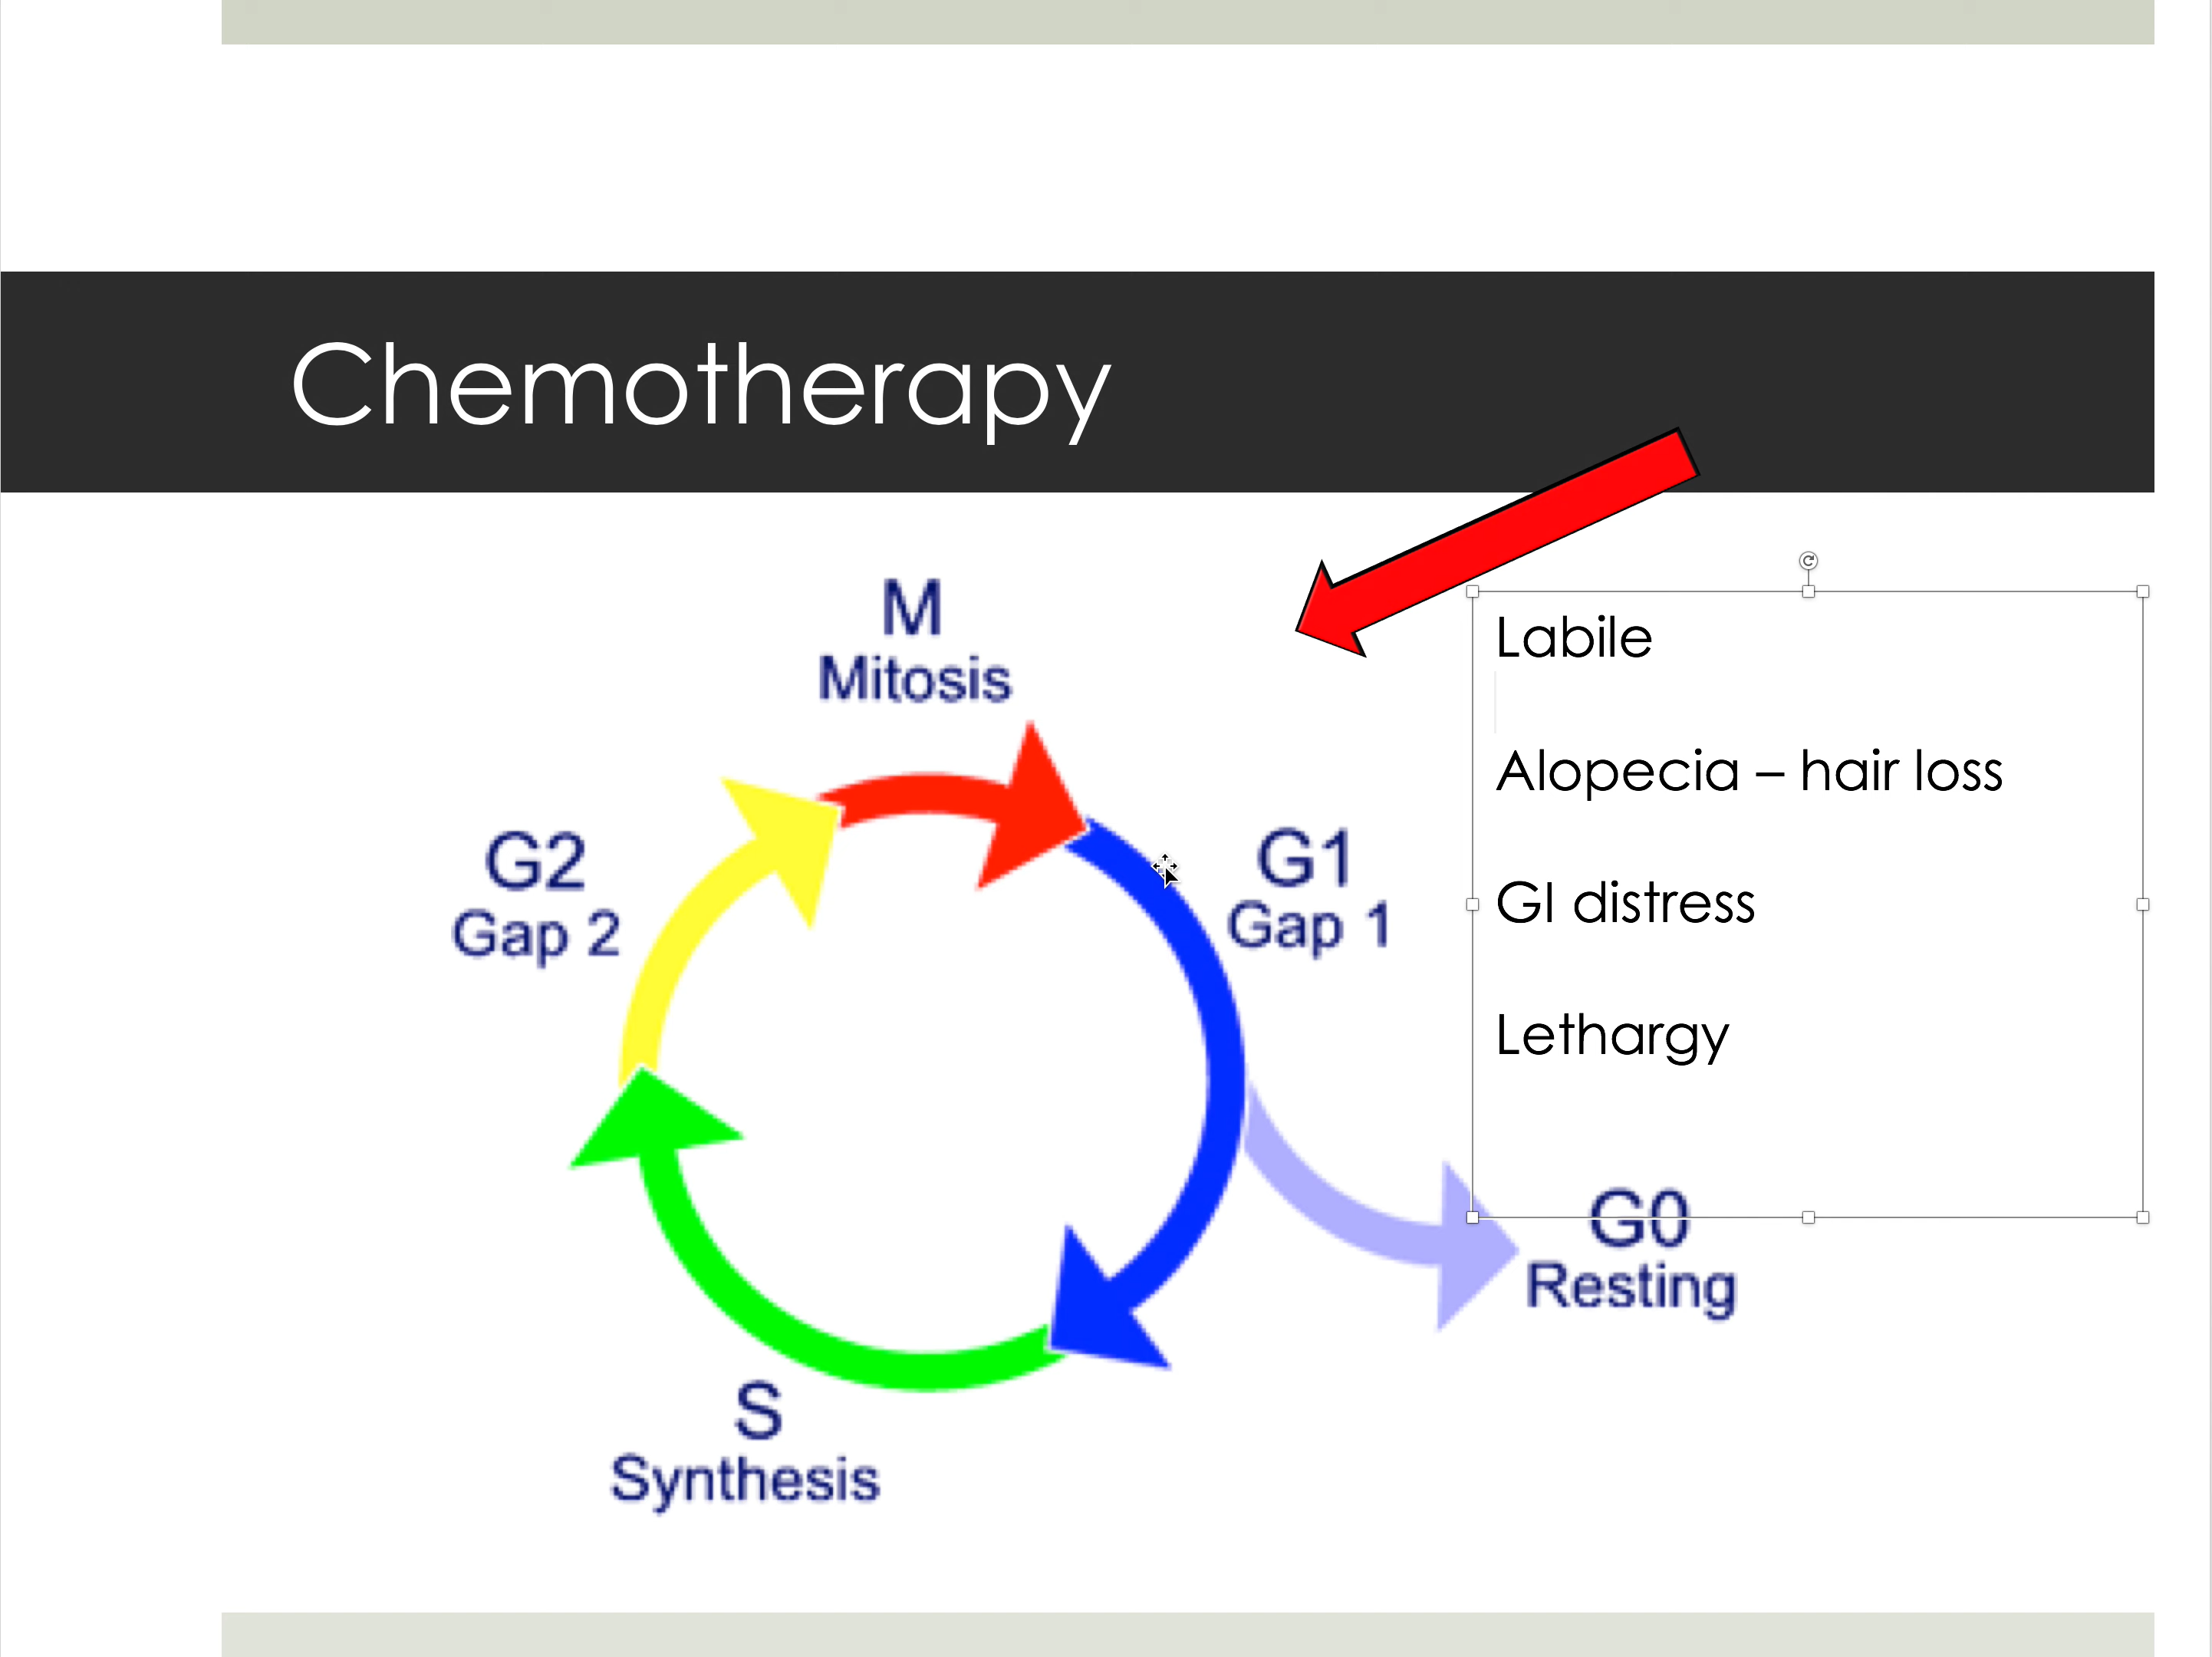 Chemotherapy
M
Mitosis
G2
Gap 2
G1
Gap 1
S
Synthesis
G0
Resting
Labile
Alopecia – hair loss
GI distress
Lethargy